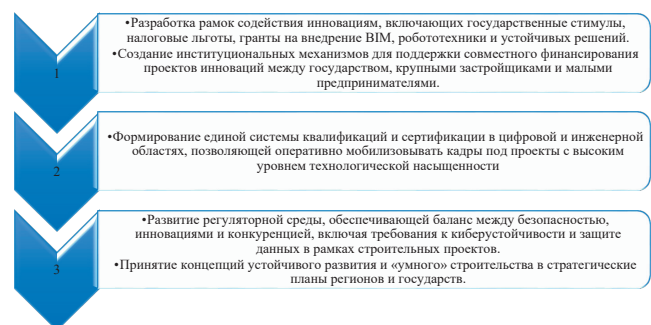 •Разработка рамок содействия инновациям, включающих государственные стимулы,
налоговые льготы, гранты на внедрение BIM, робототехники и устойчивых решений.
•Создание институциональных механизмов для поддержки совместного финансирования
проектов инноваций между государством, крупными застройщиками и малыми
предпринимателями.
1
•Формирование единой системы квалификаций и сертификации в цифровой и инженерной
областях, позволяющей оперативно мобилизовывать кадры под проекты с высоким
уровнем технологической насыщенности
2
•Развитие регуляторной среды, обеспечивающей баланс между безопасностью,
инновациями и конкуренцией, включая требования к киберустойчивости и защите
данных в рамках строительных проектов.
•Принятие концепций устойчивого развития и «умного» строительства в стратегические
планы регионов и государств.
3